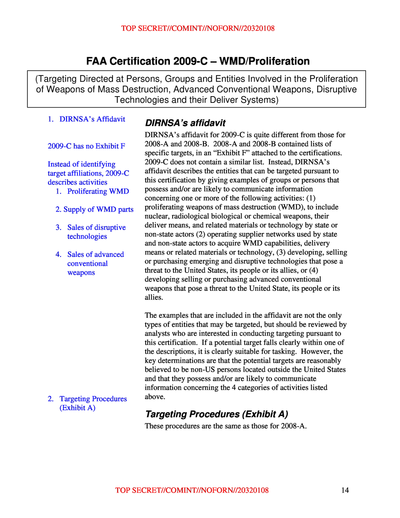 TOP SECRET//COMINT//NOFORN//20320108
FAA Certification 2009-C – WMD/Proliferation
(Targeting Directed at Persons, Groups and Entities Involved in the Proliferation
of Weapons of Mass Destruction, Advanced Conventional Weapons, Disruptive
Technologies and their Deliver Systems)
1. DIRNSA's Affidavit
2009-C has no Exhibit F
Instead of identifying
target affiliations, 2009-C
describes activities
1. Proliferating WMD
2. Supply of WMD parts
3. Sales of disruptive
technologies
4. Sales of advanced
conventional
weapons
2. Targeting Procedures
(Exhibit A)
DIRNSA's affidavit
DIRNSA's affidavit for 2009-C is quite different from those for
2008-A and 2008-B. 2008-A and 2008-B contained lists of
specific targets, in an "Exhibit F" attached to the certifications.
2009-C does not contain a similar list. Instead, DIRNSA's
affidavit describes the entities that can be targeted pursuant to
this certification by giving examples of groups or persons that
possess and/or are likely to communicate information
concerning one or more of the following activities: (1)
proliferating weapons of mass destruction (WMD), to include
nuclear, radiological biological or chemical weapons, their
deliver means, and related materials or technology by state or
non-state actors (2) operating supplier networks used by state
and non-state actors to acquire WMD capabilities, delivery
means or related materials or technology, (3) developing, selling
or purchasing emerging and disruptive technologies that pose a
threat to the United States, its people or its allies, or (4)
developing selling or purchasing advanced conventional
weapons that pose a threat to the United State, its people or its
allies.
The examples that are included in the affidavit are not the only
types of entities that may be targeted, but should be reviewed by
analysts who are interested in conducting targeting pursuant to
this certification. If a potential target falls clearly within one of
the descriptions, it is clearly suitable for tasking. However, the
key determinations are that the potential targets are reasonably
believed to be non-US persons located outside the United States
and that they possess and/or are likely to communicate
information concerning the 4 categories of activities listed
above.
Targeting Procedures (Exhibit A)
These procedures are the same as those for 2008-A.
TOP SECRET//COMINT//NOFORN//20320108
14